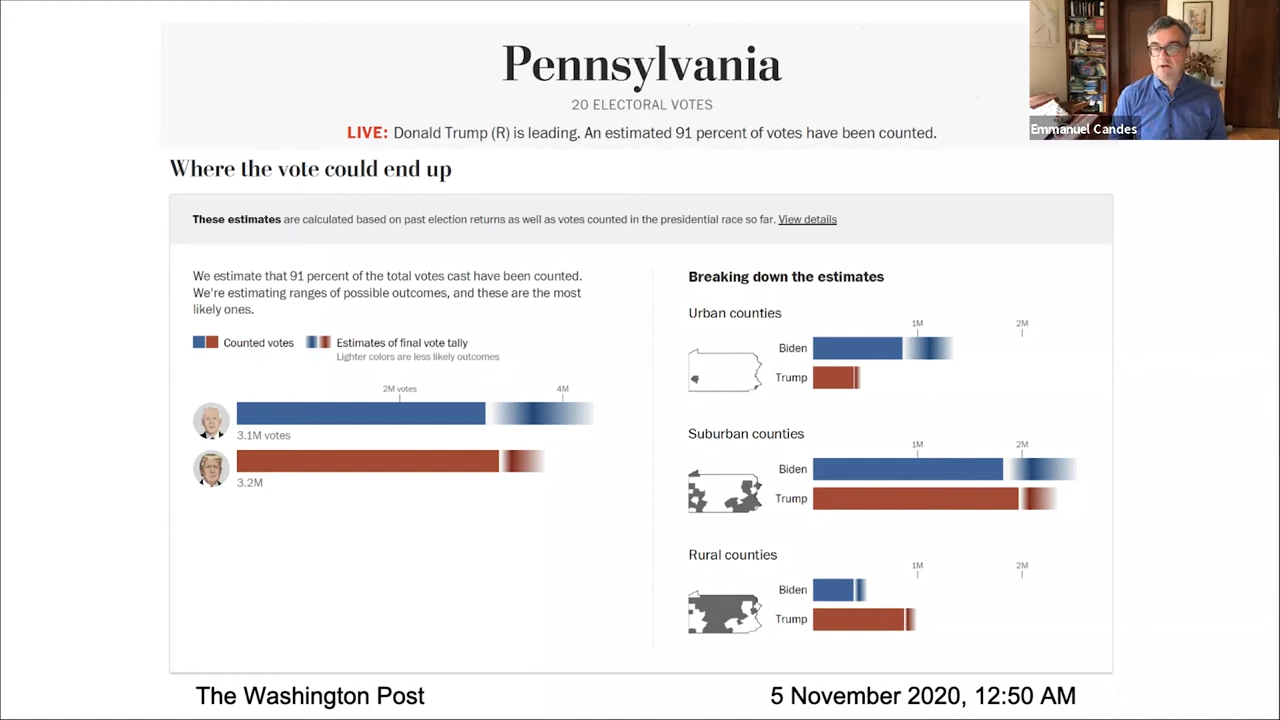 Pennsylvania
20 ELECTORAL VOTES
LIVE: Donald Trump (R) is leading. An estimated 91 percent of votes have been counted.
Emmanuel Candes
Where the vote could end up
These estimates are calculated based on past election returns as well as votes counted in the presidential race so far. View details
We estimate that 91 percent of the total votes cast have been counted.
We're estimating ranges of possible outcomes, and these are the most
likely ones.
Counted votes
Estimates of final vote tally
Lighter colors are less likely outcomes
2M votes
4M
3.1M votes
3.2M
Breaking down the estimates
Urban counties
1M
2M
Biden
Trump
Suburban counties
1M
2M
Biden
Trump
Rural counties
1M
2M
Biden
Trump
The Washington Post
5 November 2020, 12:50 AM